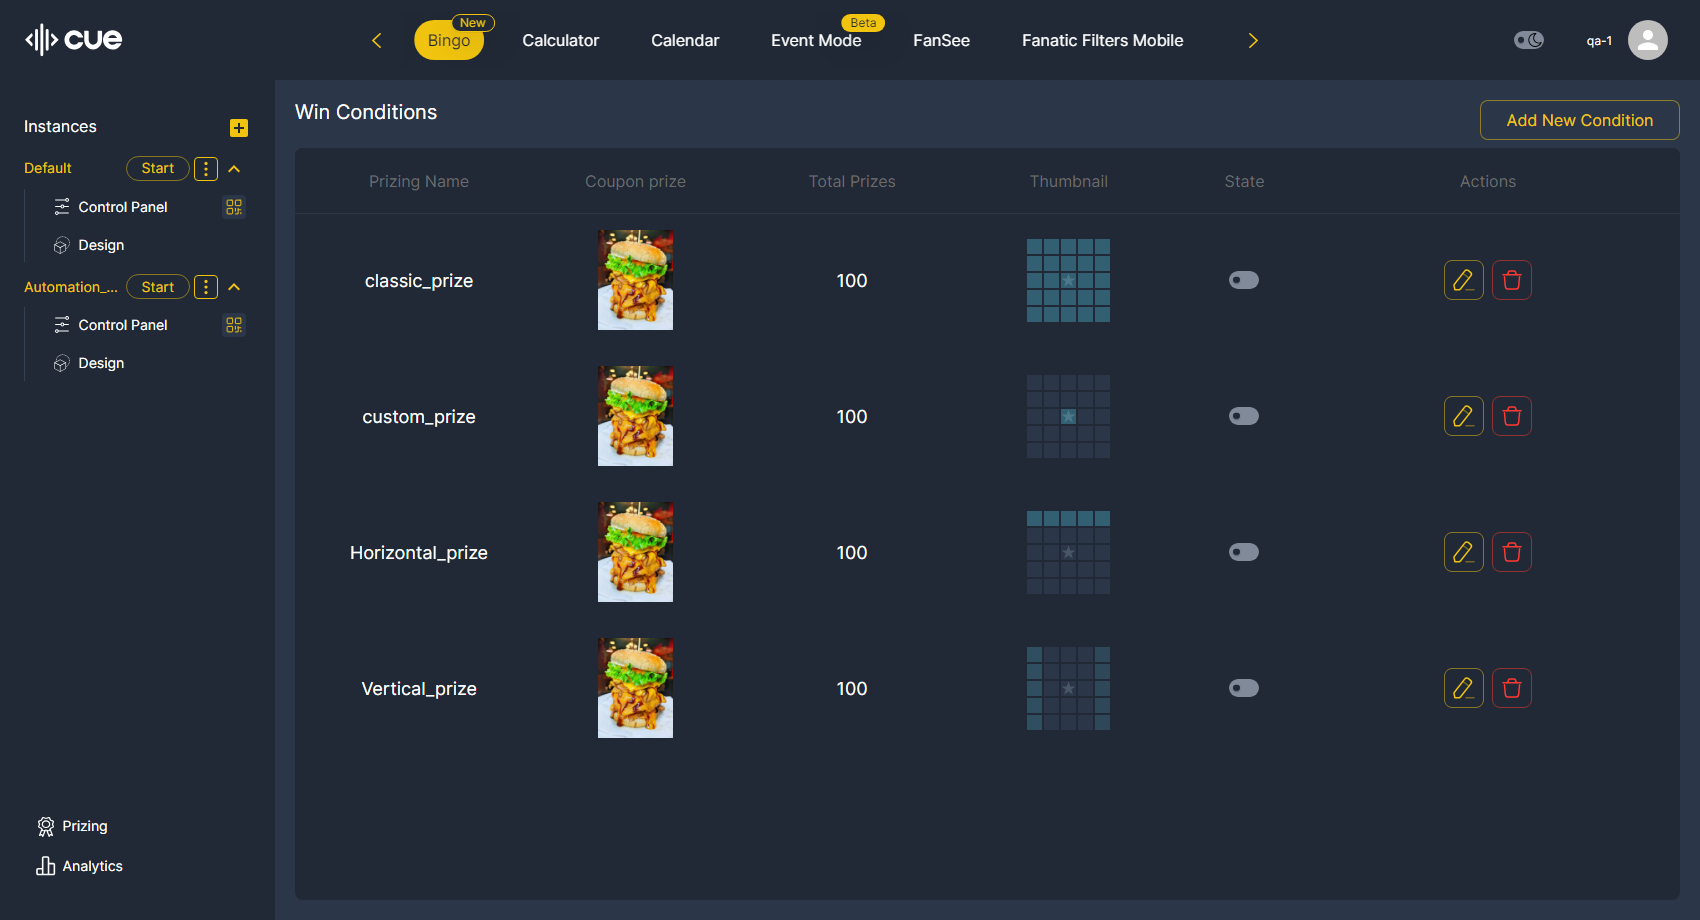 cue
New
Bingo
Calculator
Calendar
Beta
Event Mode
FanSee
Fanatic Filters Mobile
qa-1
Instances
Default
Start
Control Panel
Design
Automation_...
Start
Control Panel
Design
Prizing
Analytics
Win Conditions
Add New Condition
Prizing Name Coupon prize Total Prizes Thumbnail State Actions
classic_prize 100
custom_prize 100
Horizontal_prize 100
Vertical_prize 100